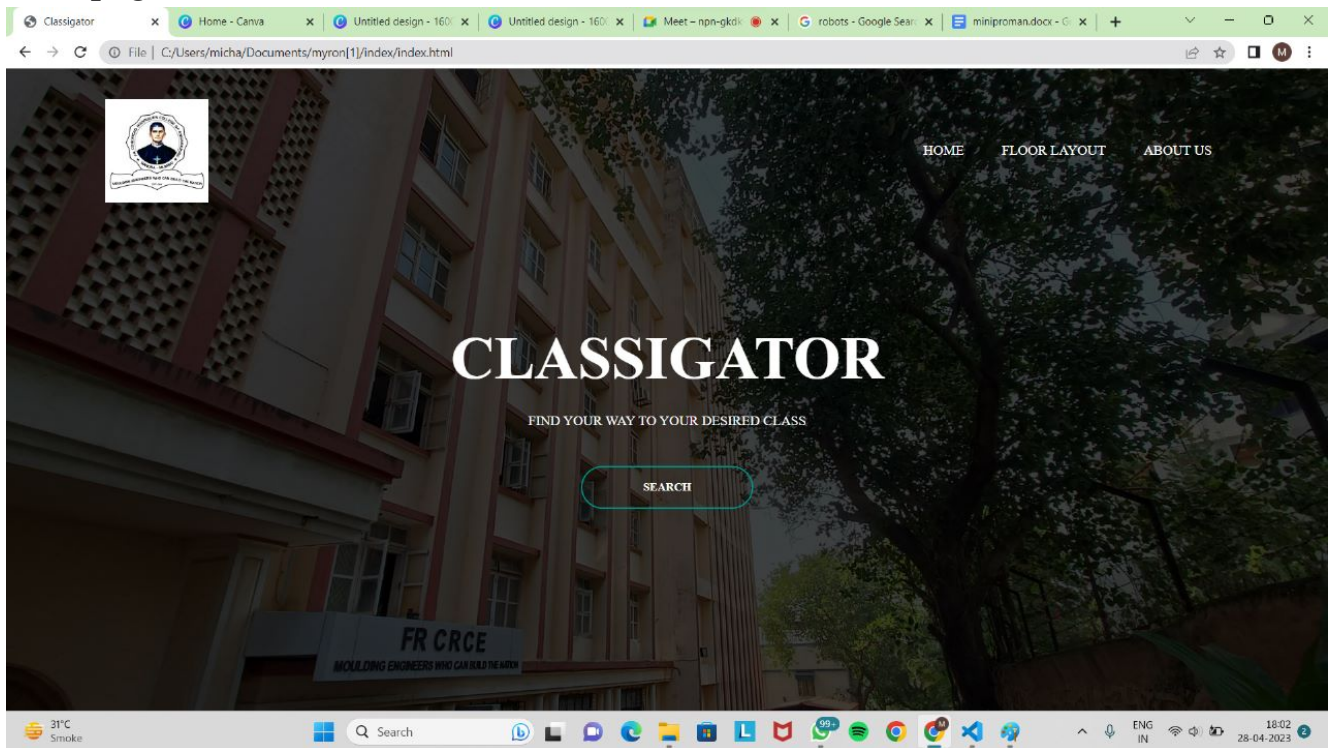 Classigator
Home - Canva
Untitled design - 160
Untitled design - 160
Meet – npn-gkdk
robots - Google Sear
miniproman.docx - G
File | C:/Users/micha/Documents/myron[1]/index/index.html
M
HOME FLOOR LAYOUT ABOUT US
CLASSIGATOR
FIND YOUR WAY TO YOUR DESIRED CLASS
SEARCH
FR CRCE
MOULDING ENGINEERS WHO CAN BUILD THE NATION
31°C
Smoke
Search
99+
ENG
IN
18:02
28-04-2023
2